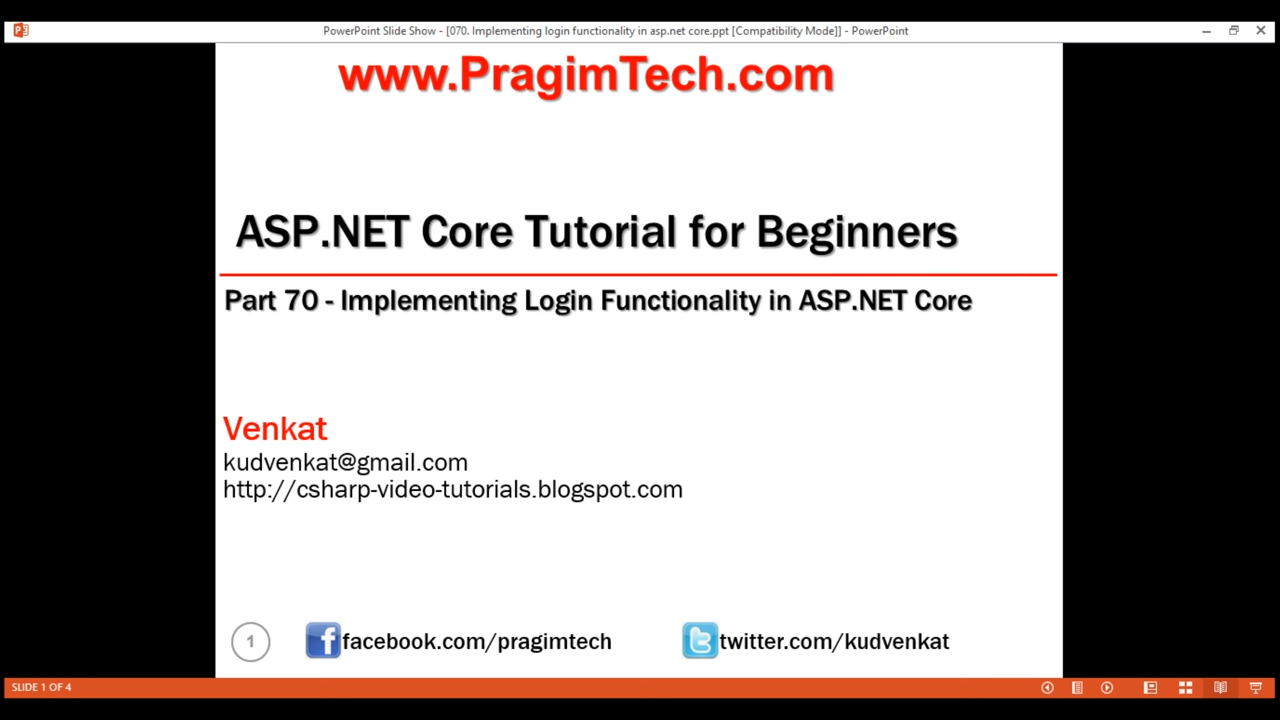 PowerPoint Slide Show - [070. Implementing login functionality in asp.net core.ppt [Compatibility Mode]] - PowerPoint
www.PragimTech.com
ASP.NET Core Tutorial for Beginners
Part 70 - Implementing Login Functionality in ASP.NET Core
Venkat
kudvenkat@gmail.com
http://csharp-video-tutorials.blogspot.com
1
facebook.com/pragimtech
twitter.com/kudvenkat
SLIDE 1 OF 4